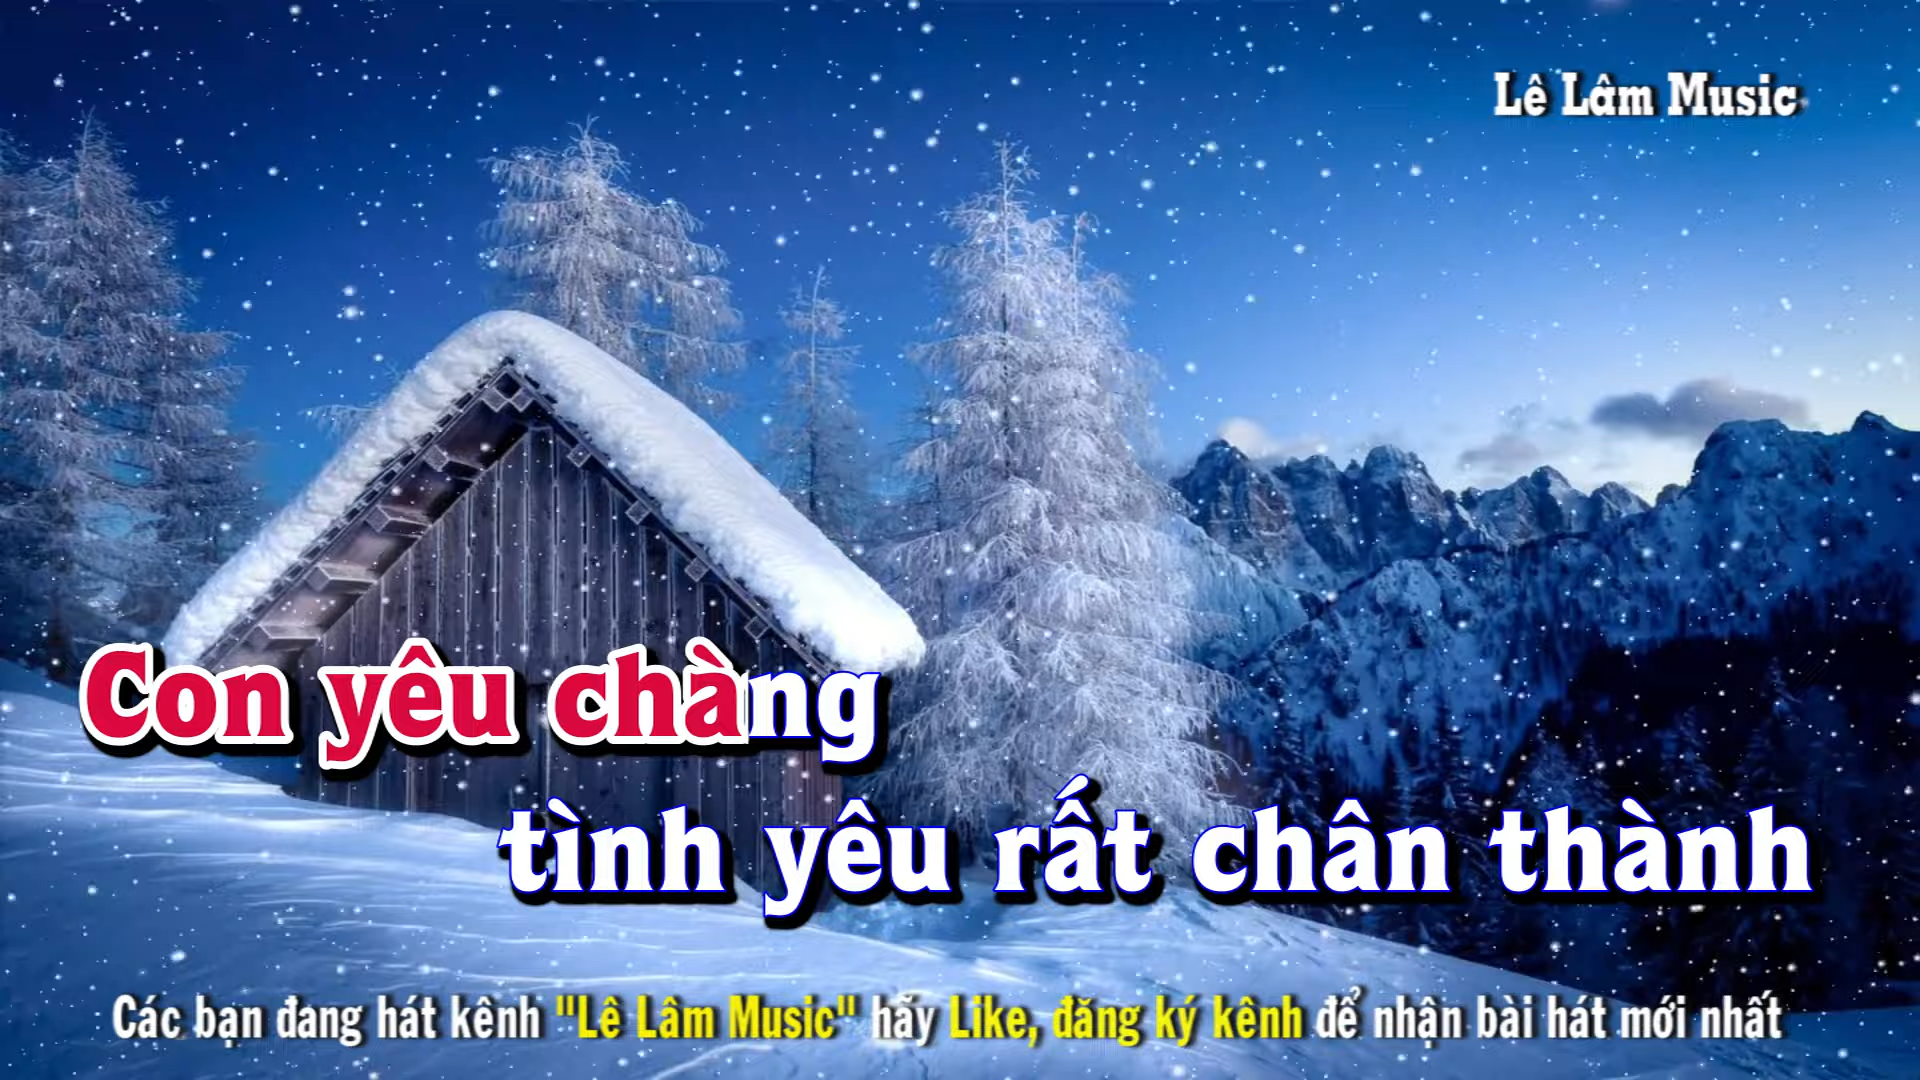 Lê Lâm Music
Con yêu chàng
tình yêu rất chân thành
Các bạn đang hát kênh "Lê Lâm Music" hãy Like, đăng ký kênh để nhận bài hát mới nhất